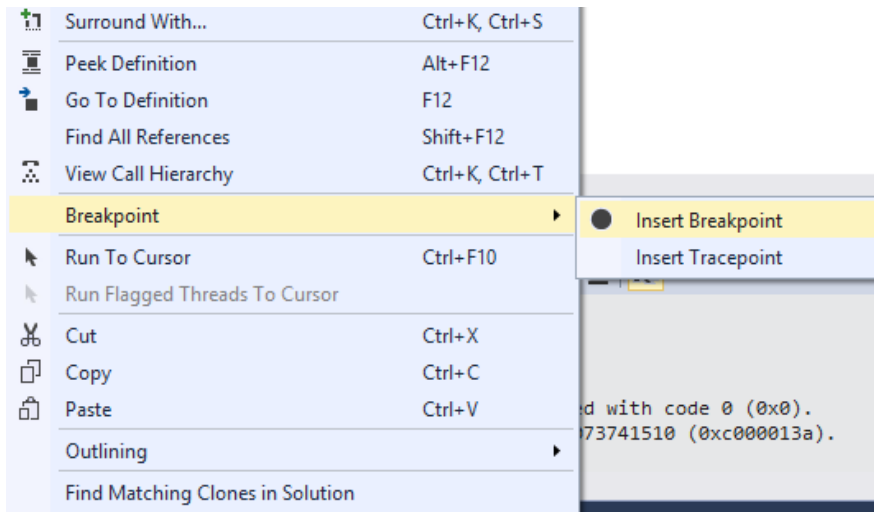 Surround With... Ctrl+K, Ctrl+S
Peek Definition Alt+F12
Go To Definition F12
Find All References Shift+F12
View Call Hierarchy Ctrl+K, Ctrl+T
Breakpoint
Insert Breakpoint
Insert Tracepoint
Run To Cursor Ctrl+F10
Run Flagged Threads To Cursor
Cut Ctrl+X
Copy Ctrl+C
Paste Ctrl+V
d with code 0 (0x0).
73741510 (0xc000013a).
Outlining
Find Matching Clones in Solution